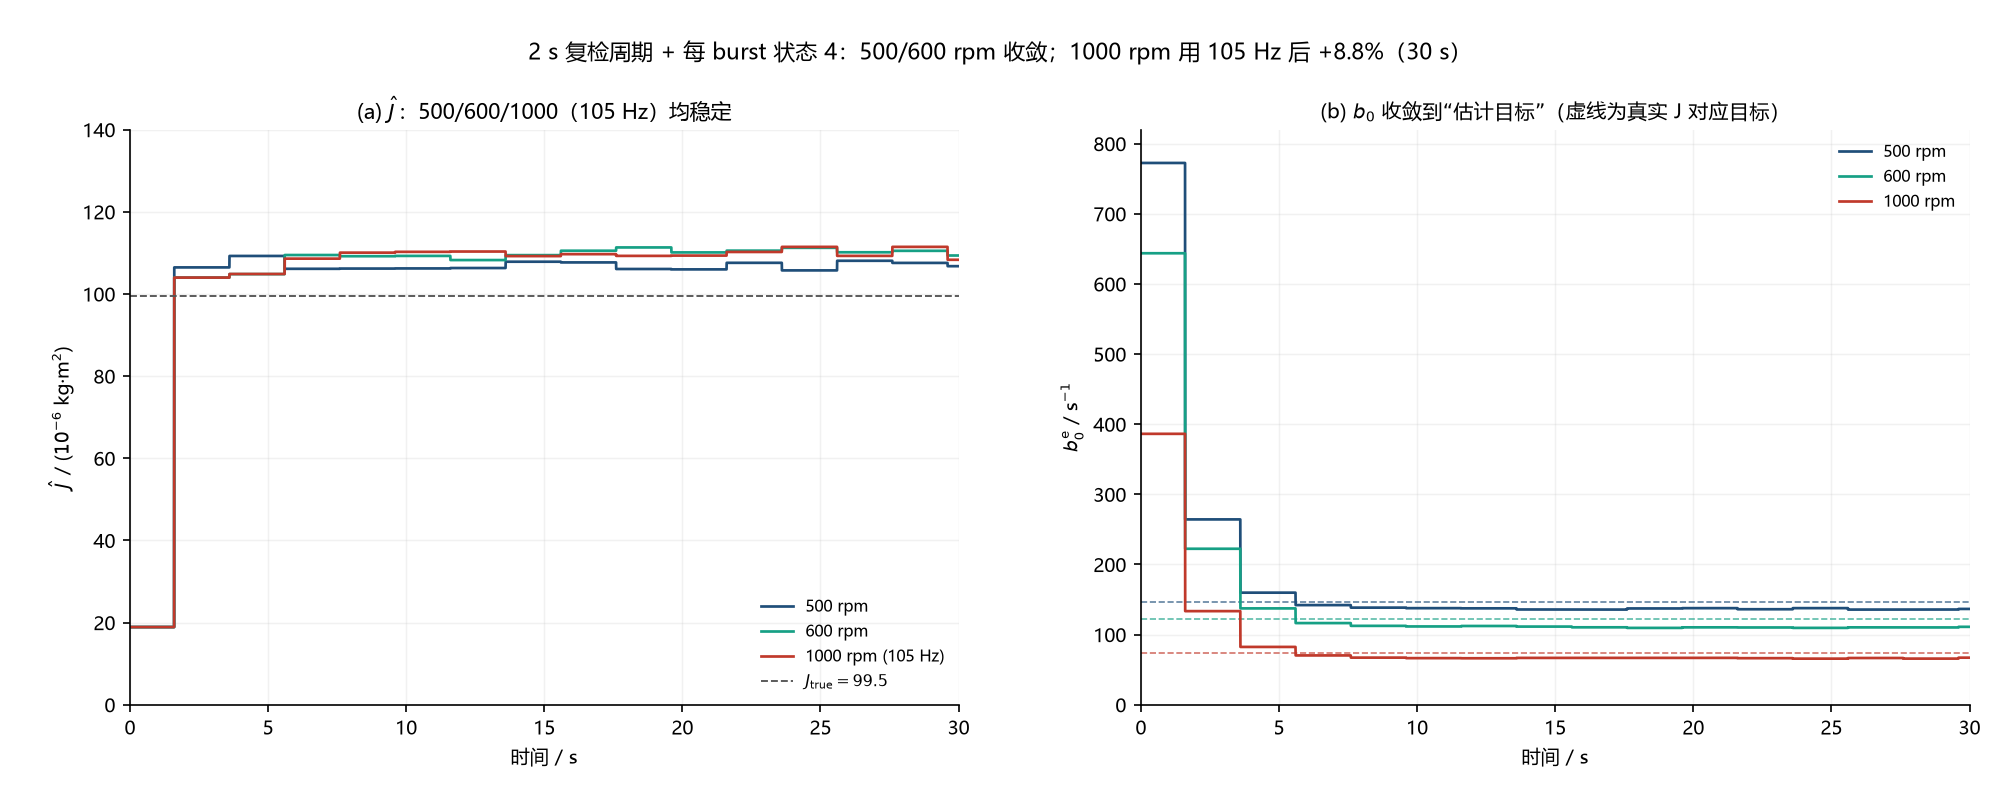 2 s 复检周期 + 每 burst 状态 4：500/600 rpm 收敛；1000 rpm 用 105 Hz 后 +8.8%（30 s）
(a) Ĵ：500/600/1000（105 Hz）均稳定
140
120
100
80
60
40
20
0
Ĵ / (10⁻⁶ kg·m²)
0 5 10 15 20 25 30
时间 / s
500 rpm
600 rpm
1000 rpm (105 Hz)
J_true = 99.5
(b) b₀ 收敛到“估计目标”（虚线为真实 J 对应目标）
800
700
600
500
400
300
200
100
0
b₀ᵉ / s⁻¹
0 5 10 15 20 25 30
时间 / s
500 rpm
600 rpm
1000 rpm